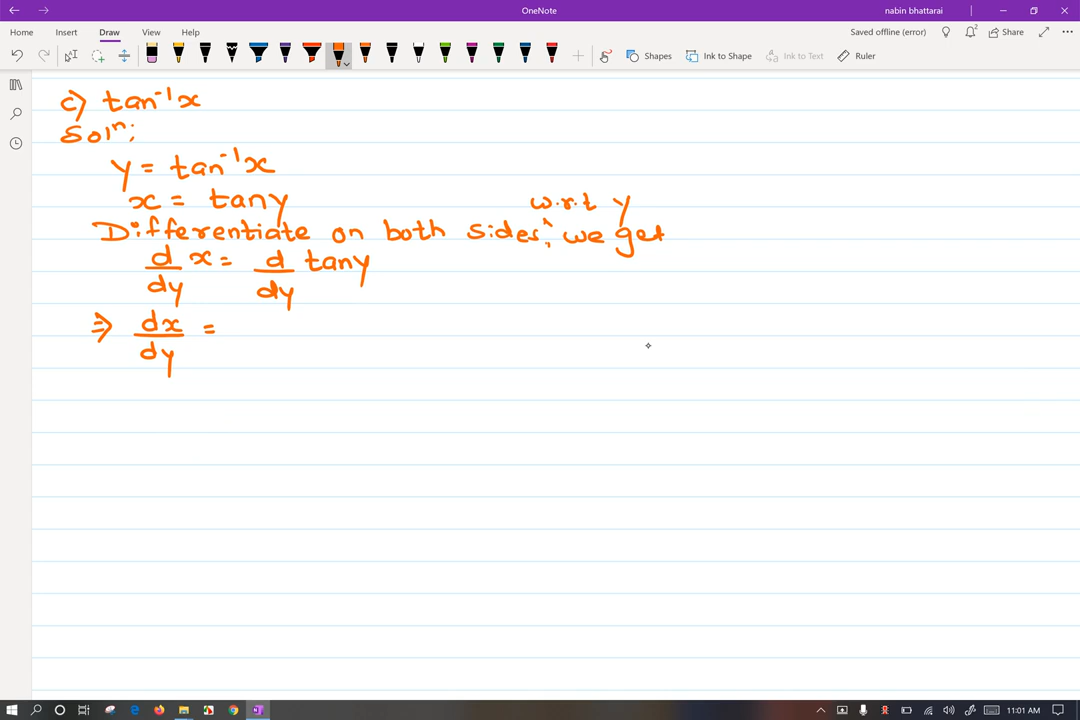 OneNote
nabin bhattarai
Home Insert Draw View Help
Saved offline (error) Share
Shapes Ink to Shape Ink to Text Ruler
c) tan⁻¹x
Solⁿ;
y = tan⁻¹x
x = tany
w.r.t y
Differentiate on both sides, we get
d/dy x = d/dy tany
⇒ dx/dy =
11:01 AM